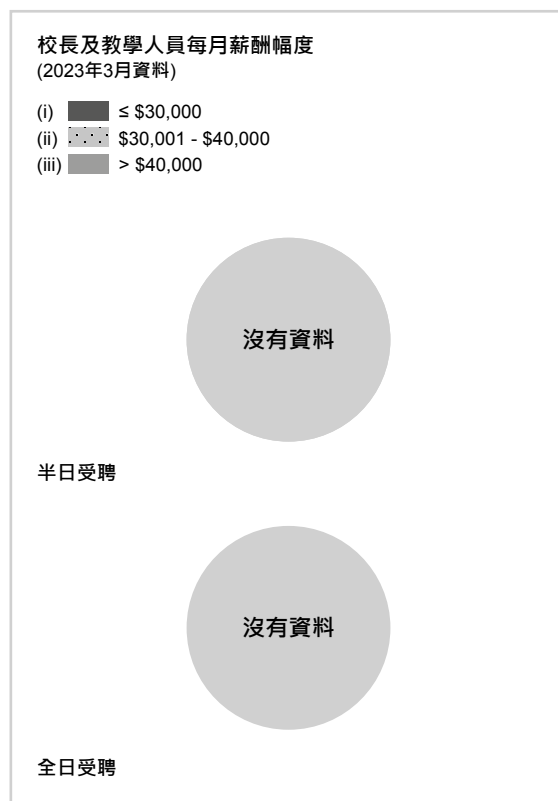 校長及教學人員每月薪酬幅度
(2023年3月資料)
(i) ≤ $30,000
(ii) $30,001 - $40,000
(iii) > $40,000
沒有資料
半日受聘
沒有資料
全日受聘